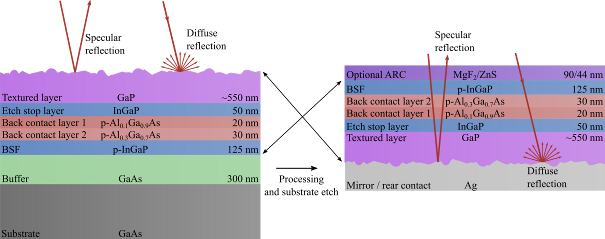 Specular
reflection
Diffuse
reflection
Textured layer GaP ~550 nm
Etch stop layer InGaP 50 nm
Back contact layer 1 p-Al0.1Ga0.9As 20 nm
Back contact layer 2 p-Al0.3Ga0.7As 30 nm
BSF p-InGaP 125 nm
Buffer GaAs 300 nm
Substrate GaAs
Processing
and substrate etch
Specular
reflection
Optional ARC MgF2/ZnS 90/44 nm
BSF p-InGaP 125 nm
Back contact layer 2 p-Al0.3Ga0.7As 30 nm
Back contact layer 1 p-Al0.1Ga0.9As 20 nm
Etch stop layer InGaP 50 nm
Textured layer GaP ~550 nm
Mirror / rear contact Ag
Diffuse
reflection